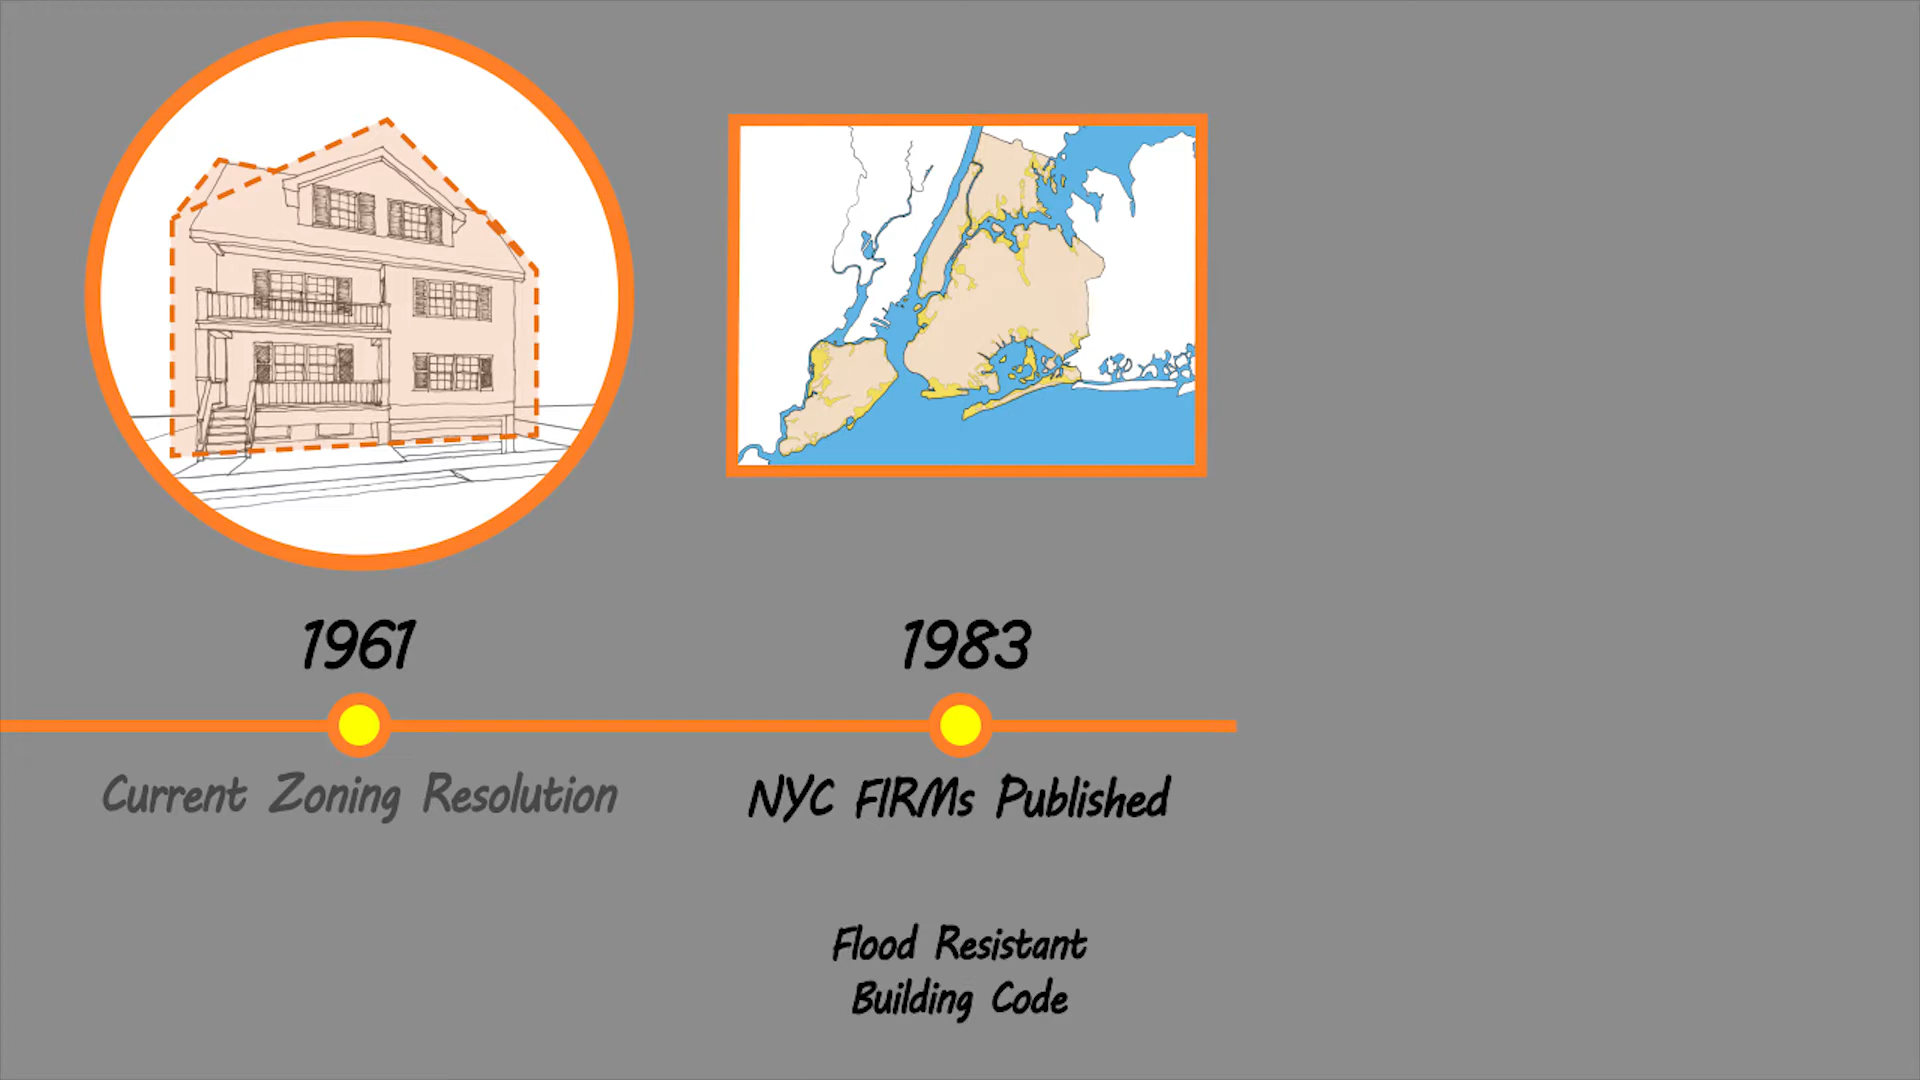 1961
1983
Current Zoning Resolution
NYC FIRMs Published
Flood Resistant
Building Code